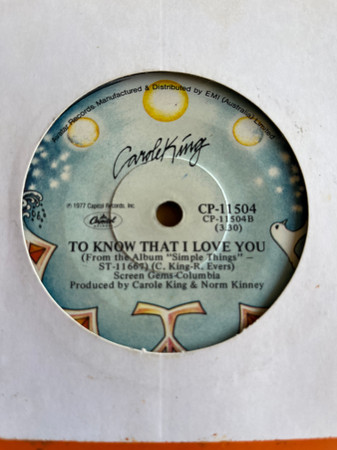 Records. Manufactured & Distributed by EMI (Australia) Limited
Carole King
℗ 1977 Capitol Records, Inc.
Capitol
CP-11504
CP-11504B
(3.30)
TO KNOW THAT I LOVE YOU
(From the Album "Simple Things" –
ST-11667) (C. King-R. Evers)
Screen Gems-Columbia
Produced by Carole King & Norm Kinney